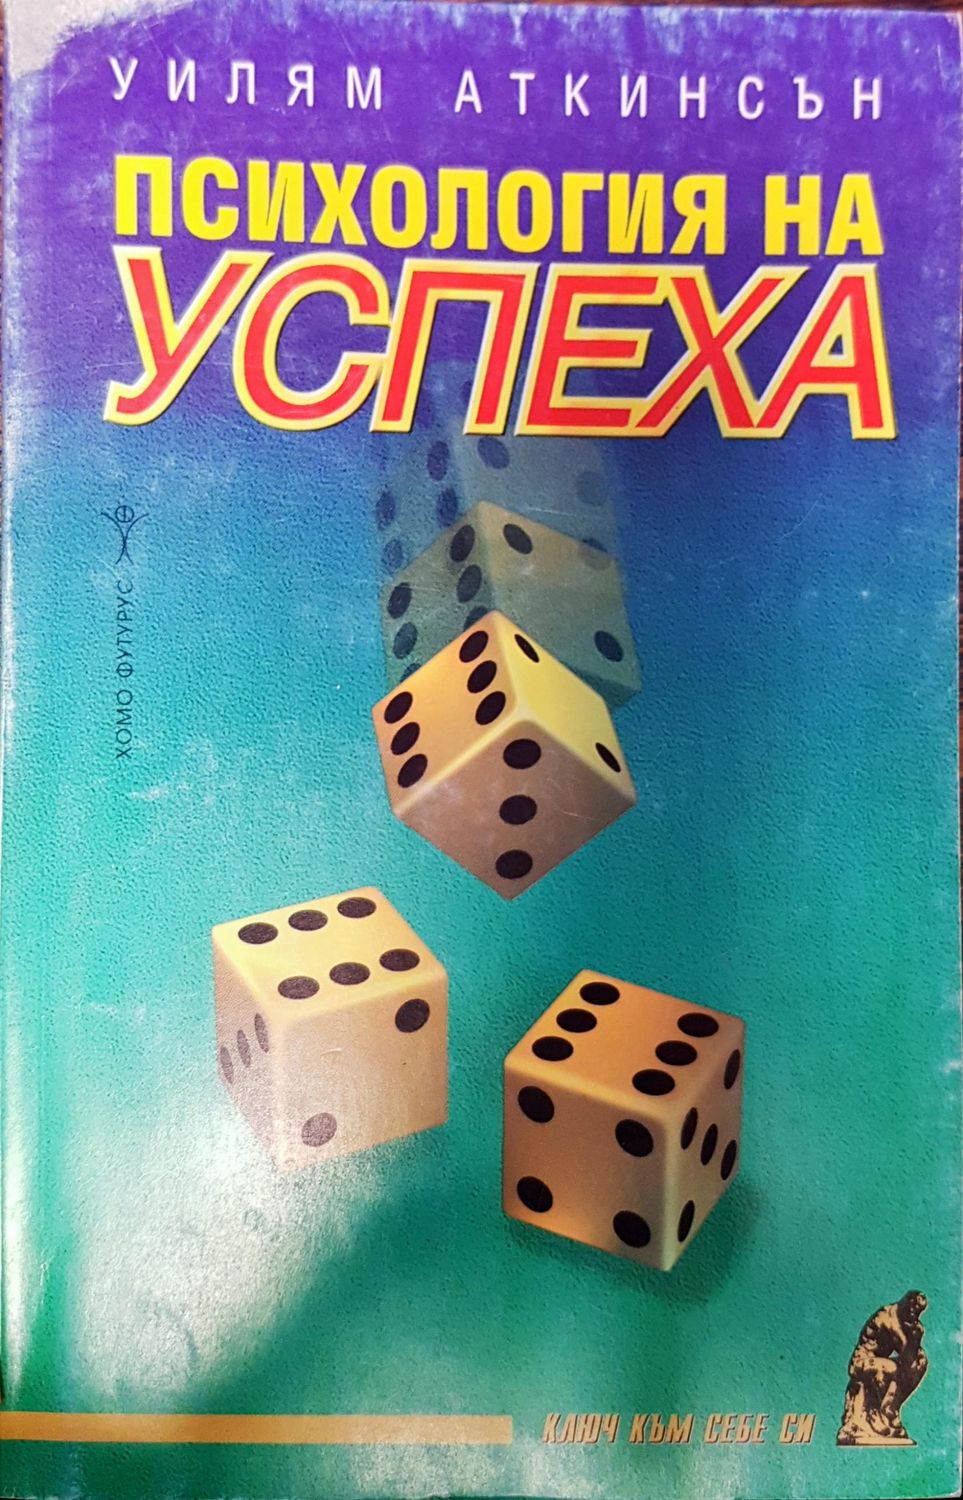 УИЛЯМ АТКИНСЪН
ПСИХОЛОГИЯ НА
УСПЕХА
ХОМО ФУТУРУС
КЛЮЧ КЪМ СЕБЕ СИ